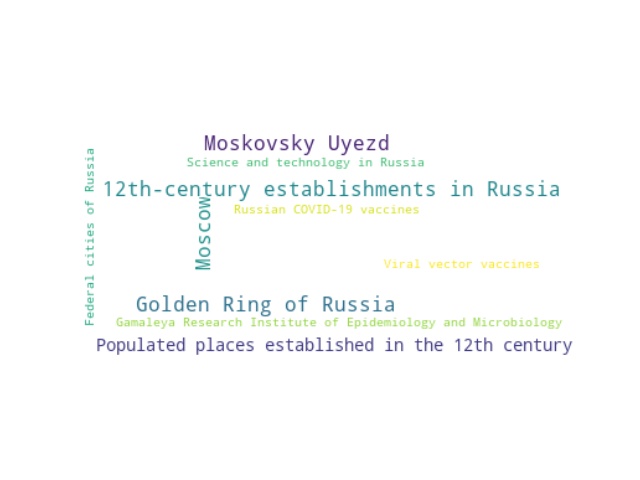 Moskovsky Uyezd
Science and technology in Russia
12th-century establishments in Russia
Russian COVID-19 vaccines
Moscow
Federal cities of Russia
Viral vector vaccines
Golden Ring of Russia
Gamaleya Research Institute of Epidemiology and Microbiology
Populated places established in the 12th century